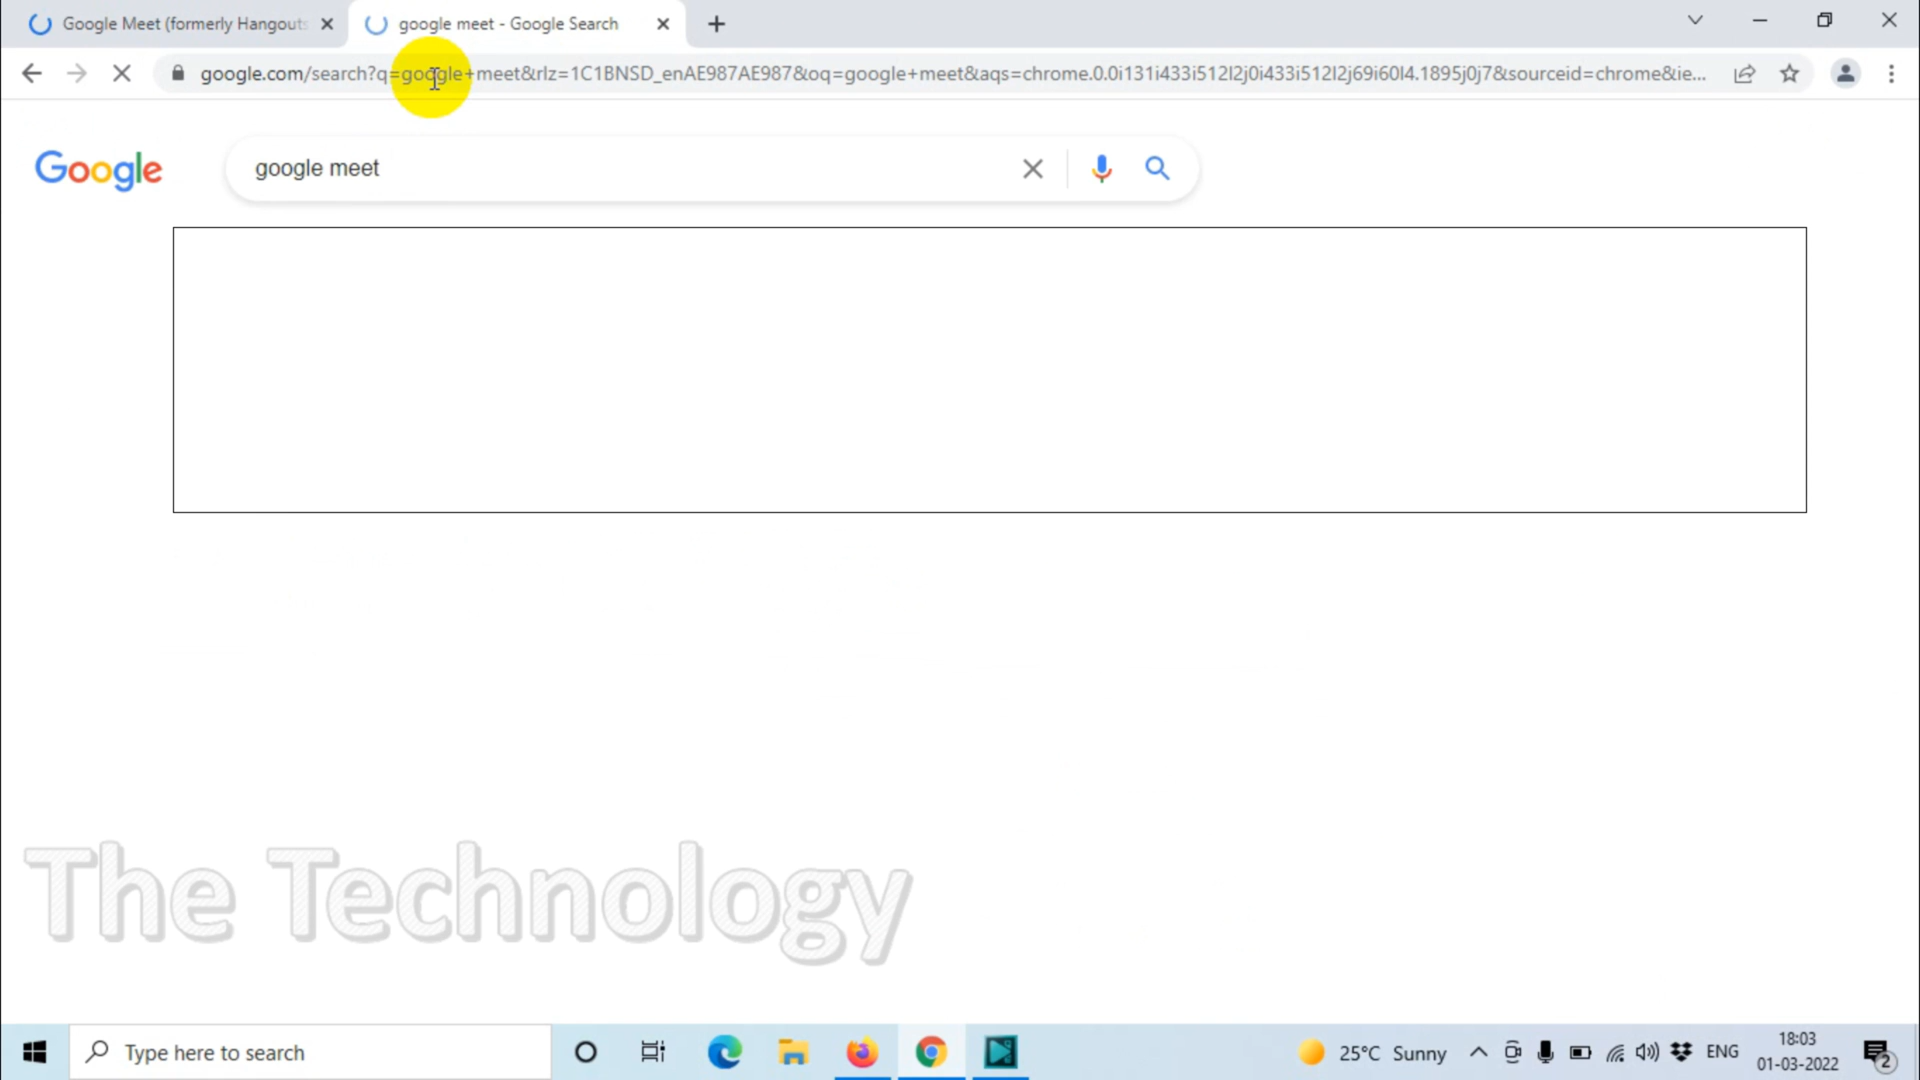 Google Meet (formerly Hangouts
google meet - Google Search
google.com/search?q=google+meet&rlz=1C1BNSD_enAE987AE987&oq=google+meet&aqs=chrome.0.0i131i433i512l2j0i433i512l2j69i60l4.1895j0j7&sourceid=chrome&ie...
Google
google meet
The Technology
Type here to search
25°C Sunny
ENG
18:03
01-03-2022
2